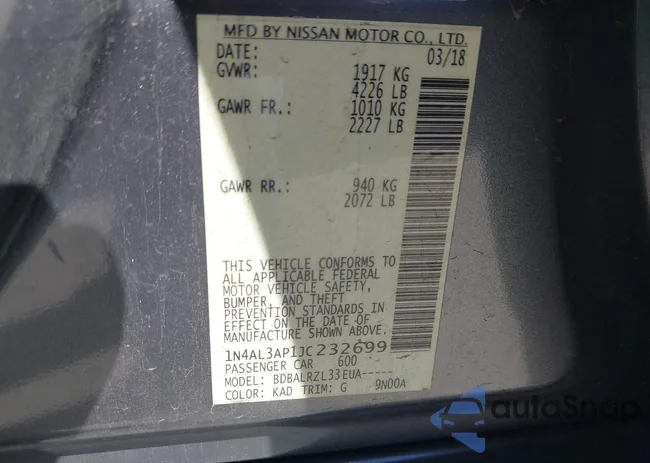 MFD BY NISSAN MOTOR CO., LTD.
DATE: 03/18
GVWR: 1917 KG
4226 LB
GAWR FR.: 1010 KG
2227 LB
GAWR RR.: 940 KG
2072 LB
THIS VEHICLE CONFORMS TO
ALL APPLICABLE FEDERAL
MOTOR VEHICLE SAFETY,
BUMPER, AND THEFT
PREVENTION STANDARDS IN
EFFECT ON THE DATE OF
MANUFACTURE SHOWN ABOVE.
1N4AL3AP1JC232699
PASSENGER CAR 600
MODEL: BDBALRZL33EUA-----
COLOR: KAD TRIM: G 9N00A
autoSnap